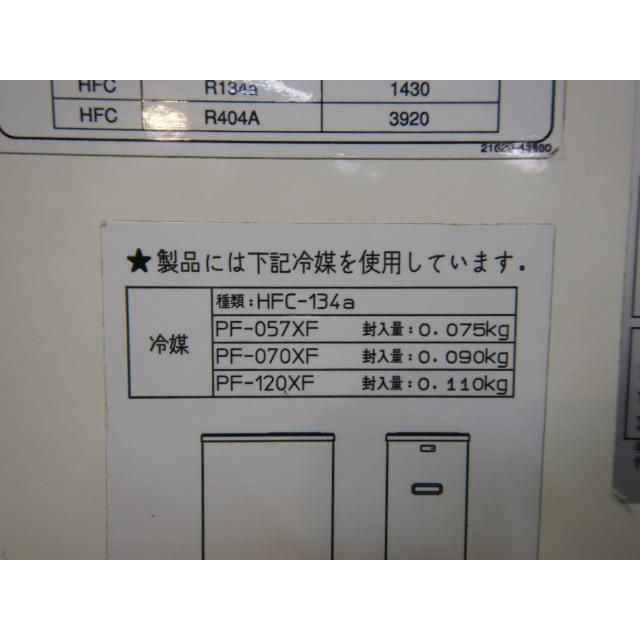 HFC R134a 1430
HFC R404A 3920
★製品には下記冷媒を使用しています.
冷媒
種類:HFC-134a
PF-057XF 封入量:0.075kg
PF-070XF 封入量:0.090kg
PF-120XF 封入量:0.110kg